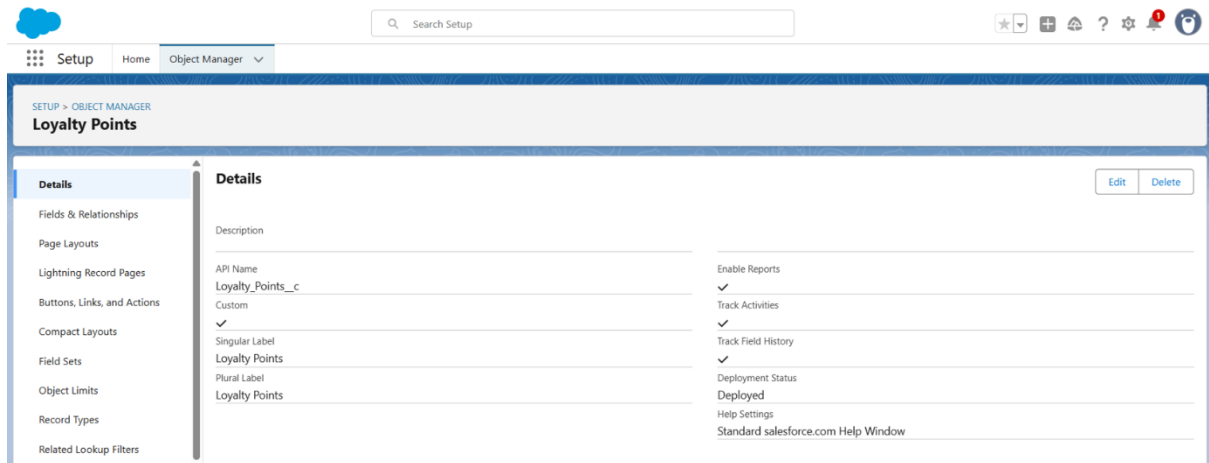 Search Setup
1
Setup
Home
Object Manager
SETUP > OBJECT MANAGER
Loyalty Points
Details
Fields & Relationships
Page Layouts
Lightning Record Pages
Buttons, Links, and Actions
Compact Layouts
Field Sets
Object Limits
Record Types
Related Lookup Filters
Details
Edit
Delete
Description
API Name
Loyalty_Points__c
Custom
Singular Label
Loyalty Points
Plural Label
Loyalty Points
Enable Reports
Track Activities
Track Field History
Deployment Status
Deployed
Help Settings
Standard salesforce.com Help Window